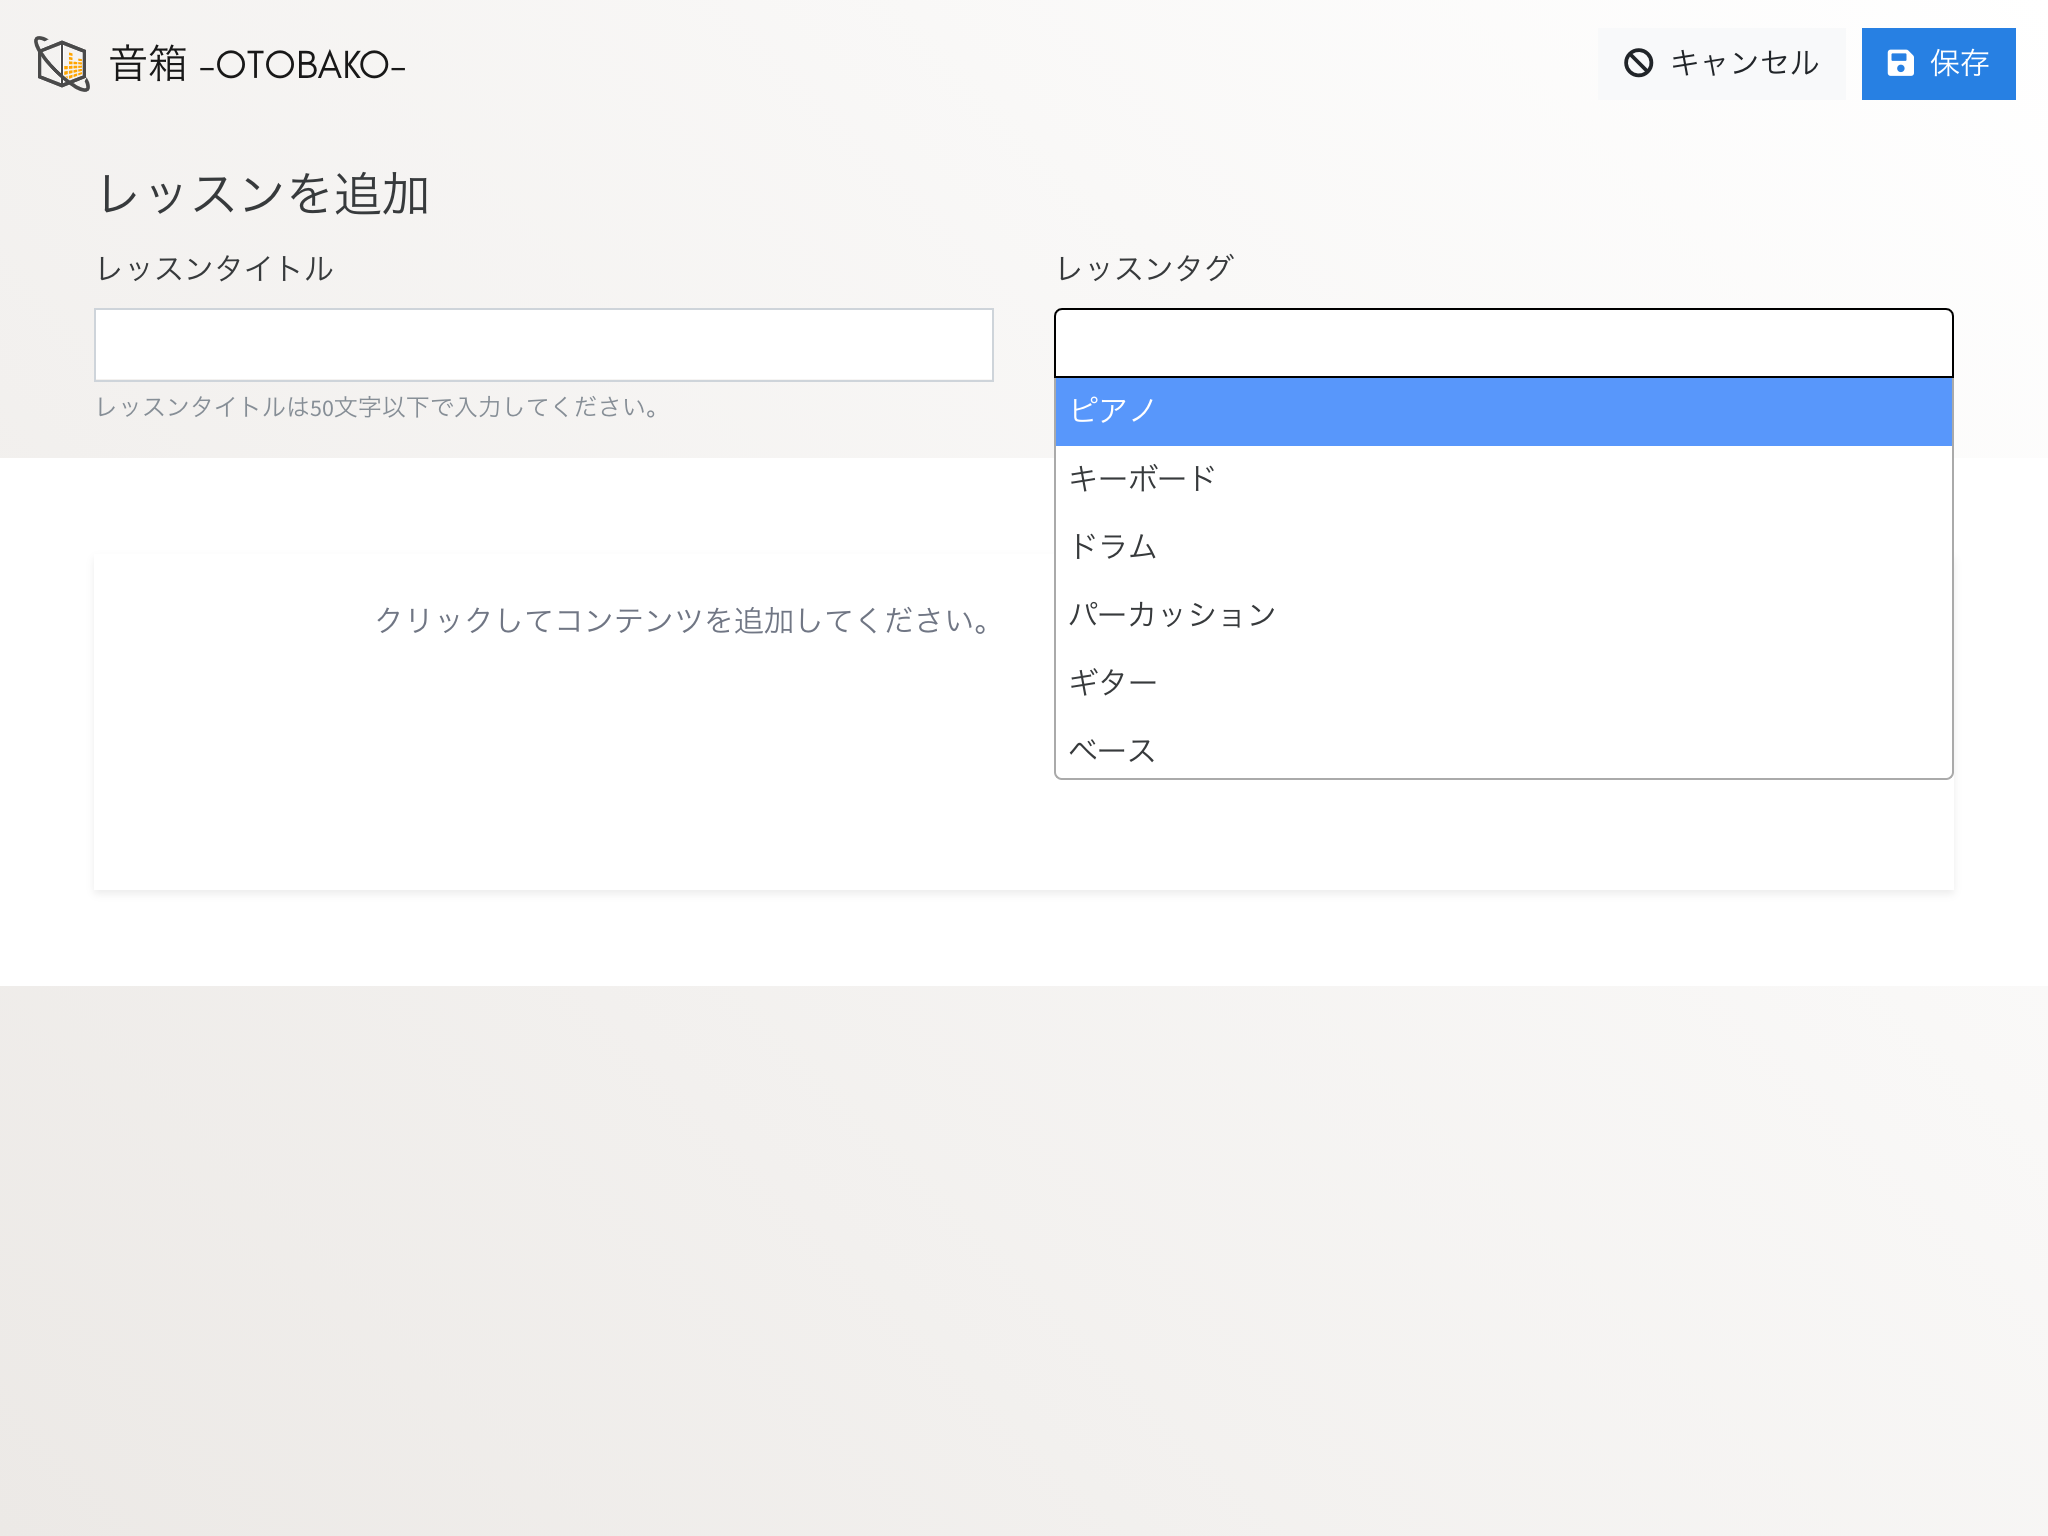 音箱 -OTOBAKO-
キャンセル
保存
レッスンを追加
レッスンタイトル
レッスンタイトルは50文字以下で入力してください。
レッスンタグ
ピアノ
キーボード
ドラム
パーカッション
ギター
ベース
クリックしてコンテンツを追加してください。